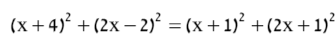 (x+4)² + (2x−2)² = (x+1)² + (2x+1)²